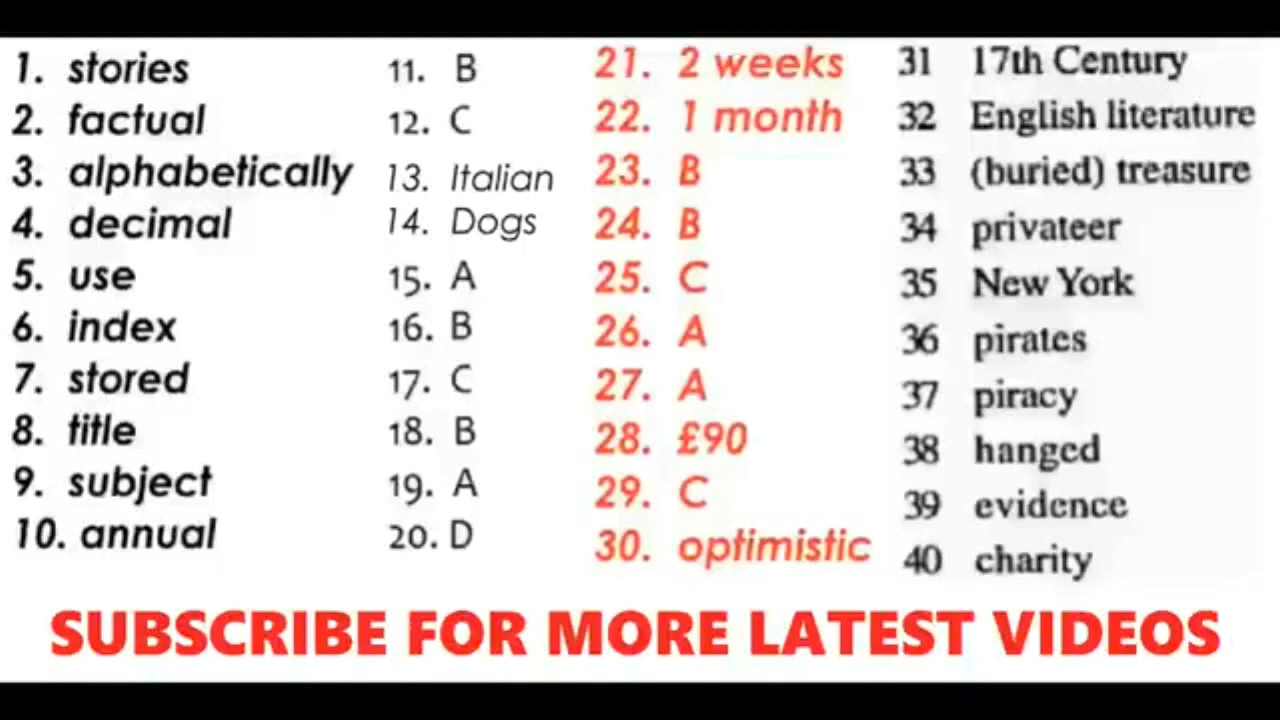 1. stories
2. factual
3. alphabetically
4. decimal
5. use
6. index
7. stored
8. title
9. subject
10. annual
11. B
12. C
13. Italian
14. Dogs
15. A
16. B
17. C
18. B
19. A
20. D
21. 2 weeks
22. 1 month
23. B
24. B
25. C
26. A
27. A
28. £90
29. C
30. optimistic
31 17th Century
32 English literature
33 (buried) treasure
34 privateer
35 New York
36 pirates
37 piracy
38 hanged
39 evidence
40 charity
SUBSCRIBE FOR MORE LATEST VIDEOS